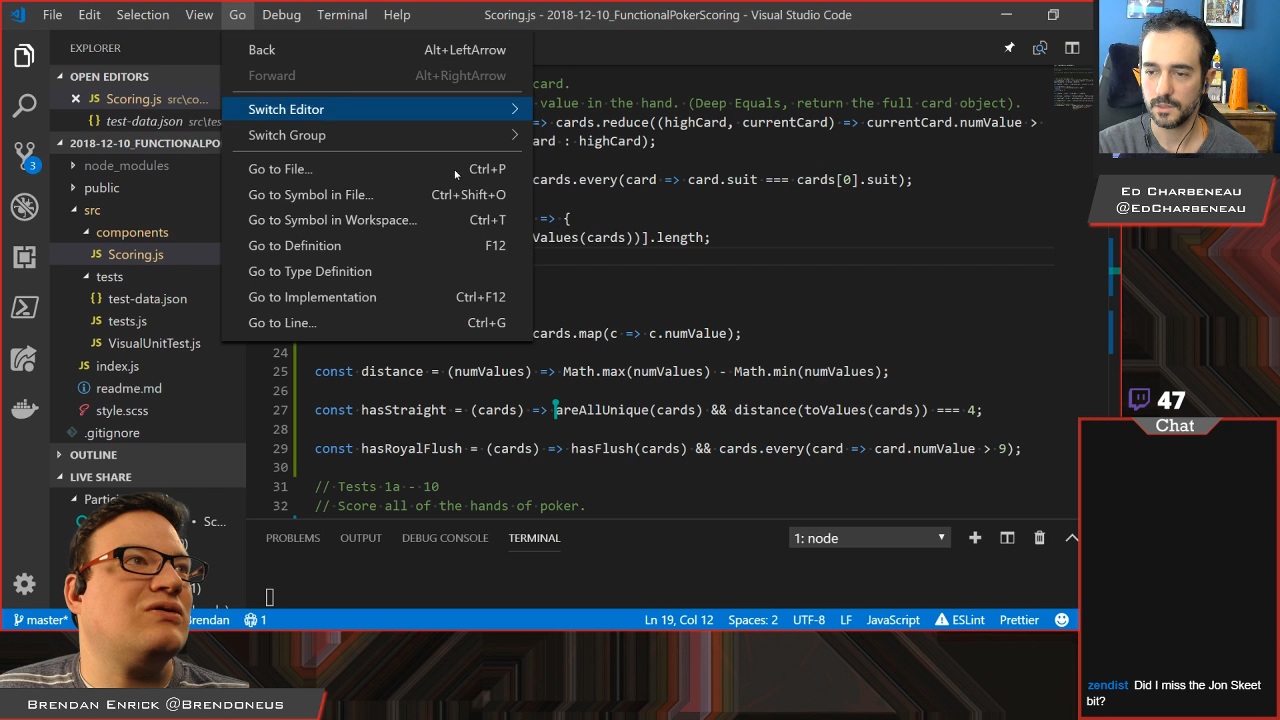 File Edit Selection View Go Debug Terminal Help
Scoring.js - 2018-12-10_FunctionalPokerScoring - Visual Studio Code
EXPLORER
OPEN EDITORS
Scoring.js src\co...
test-data.json src\tes
2018-12-10_FUNCTIONALPO
node_modules
public
src
components
Scoring.js
tests
test-data.json
tests.js
VisualUnitTest.js
index.js
readme.md
style.scss
.gitignore
OUTLINE
LIVE SHARE
Parti
Sc...
3
Back Alt+LeftArrow
Forward Alt+RightArrow
Switch Editor
Switch Group
Go to File... Ctrl+P
Go to Symbol in File... Ctrl+Shift+O
Go to Symbol in Workspace... Ctrl+T
Go to Definition F12
Go to Type Definition
Go to Implementation Ctrl+F12
Go to Line... Ctrl+G
card.
value in the hand. (Deep Equals, return the full card object).
=> cards.reduce((highCard, currentCard) => currentCard.numValue >
ard : highCard);
cards.every(card => card.suit === cards[0].suit);
=> {
Values(cards))].length;
cards.map(c => c.numValue);
24
25 const distance = (numValues) => Math.max(numValues) - Math.min(numValues);
26
27 const hasStraight = (cards) => areAllUnique(cards) && distance(toValues(cards)) === 4;
28
29 const hasRoyalFlush = (cards) => hasFlush(cards) && cards.every(card => card.numValue > 9);
30
31 // Tests 1a - 10
32 // Score all of the hands of poker.
PROBLEMS OUTPUT DEBUG CONSOLE TERMINAL 1: node
master* Brendan 1 Ln 19, Col 12 Spaces: 2 UTF-8 LF JavaScript ESLint Prettier
ED CHARBENEAU
@EDCHARBENEAU
47
Chat
zendist Did I miss the Jon Skeet
bit?
BRENDAN ENRICK @BRENDONEUS